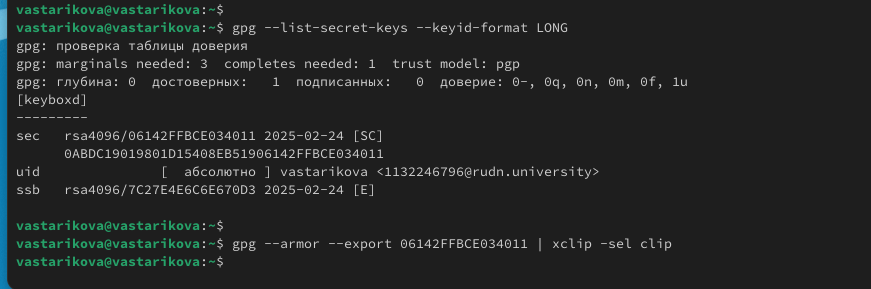 vastarikova@vastarikova:~$
vastarikova@vastarikova:~$ gpg --list-secret-keys --keyid-format LONG
gpg: проверка таблицы доверия
gpg: marginals needed: 3  completes needed: 1  trust model: pgp
gpg: глубина: 0  достоверных:   1  подписанных:   0  доверие: 0-, 0q, 0n, 0m, 0f, 1u
[keyboxd]
---------
sec   rsa4096/06142FFBCE034011 2025-02-24 [SC]
      0ABDC19019801D15408EB51906142FFBCE034011
uid               [  абсолютно ] vastarikova <1132246796@rudn.university>
ssb   rsa4096/7C27E4E6C6E670D3 2025-02-24 [E]
vastarikova@vastarikova:~$
vastarikova@vastarikova:~$ gpg --armor --export 06142FFBCE034011 | xclip -sel clip
vastarikova@vastarikova:~$